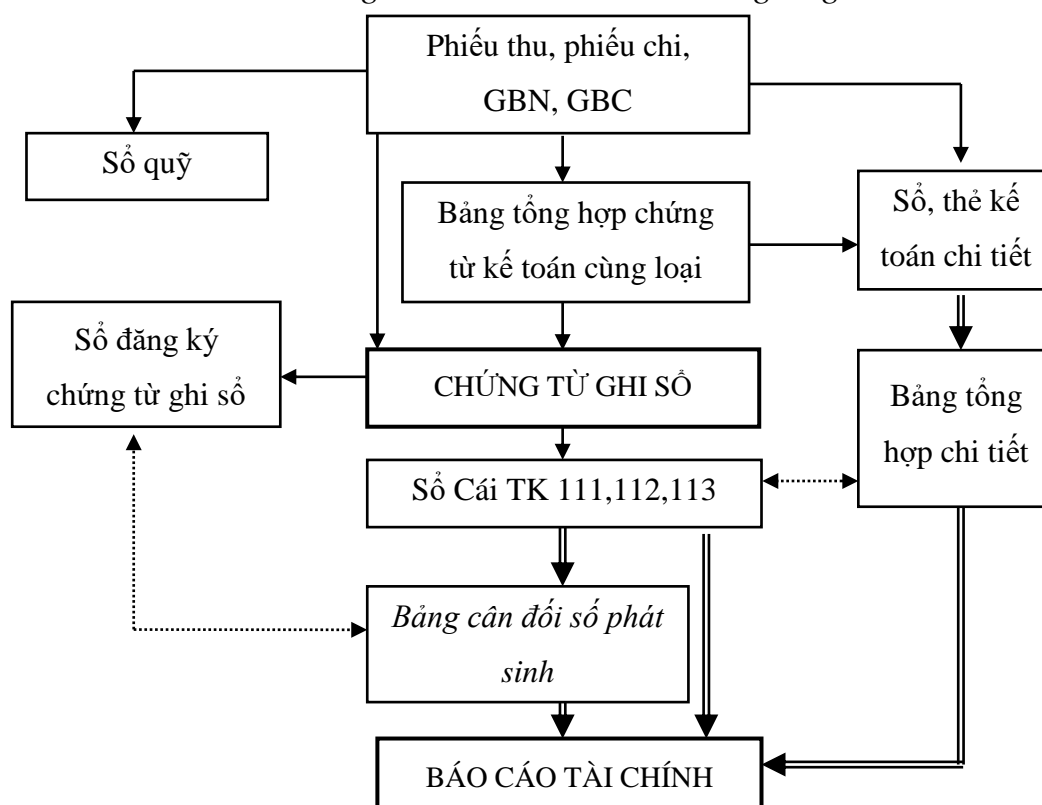 Phiếu thu, phiếu chi,
GBN, GBC
Sổ quỹ
Bảng tổng hợp chứng
từ kế toán cùng loại
Sổ, thẻ kế
toán chi tiết
Sổ đăng ký
chứng từ ghi sổ
CHỨNG TỪ GHI SỔ
Bảng tổng
hợp chi tiết
Sổ Cái TK 111,112,113
Bảng cân đối số phát
sinh
BÁO CÁO TÀI CHÍNH